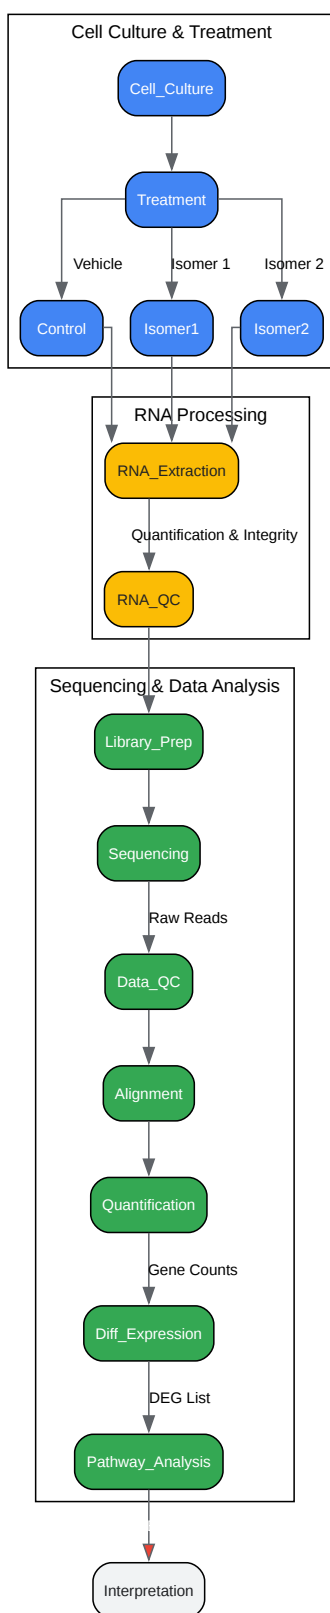 Cell Culture & Treatment
Cell_Culture
Treatment
Vehicle
Isomer 1
Isomer 2
Control
Isomer1
Isomer2
RNA Processing
RNA_Extraction
Quantification & Integrity
RNA_QC
Sequencing & Data Analysis
Library_Prep
Sequencing
Raw Reads
Data_QC
Alignment
Quantification
Gene Counts
Diff_Expression
DEG List
Pathway_Analysis
Interpretation